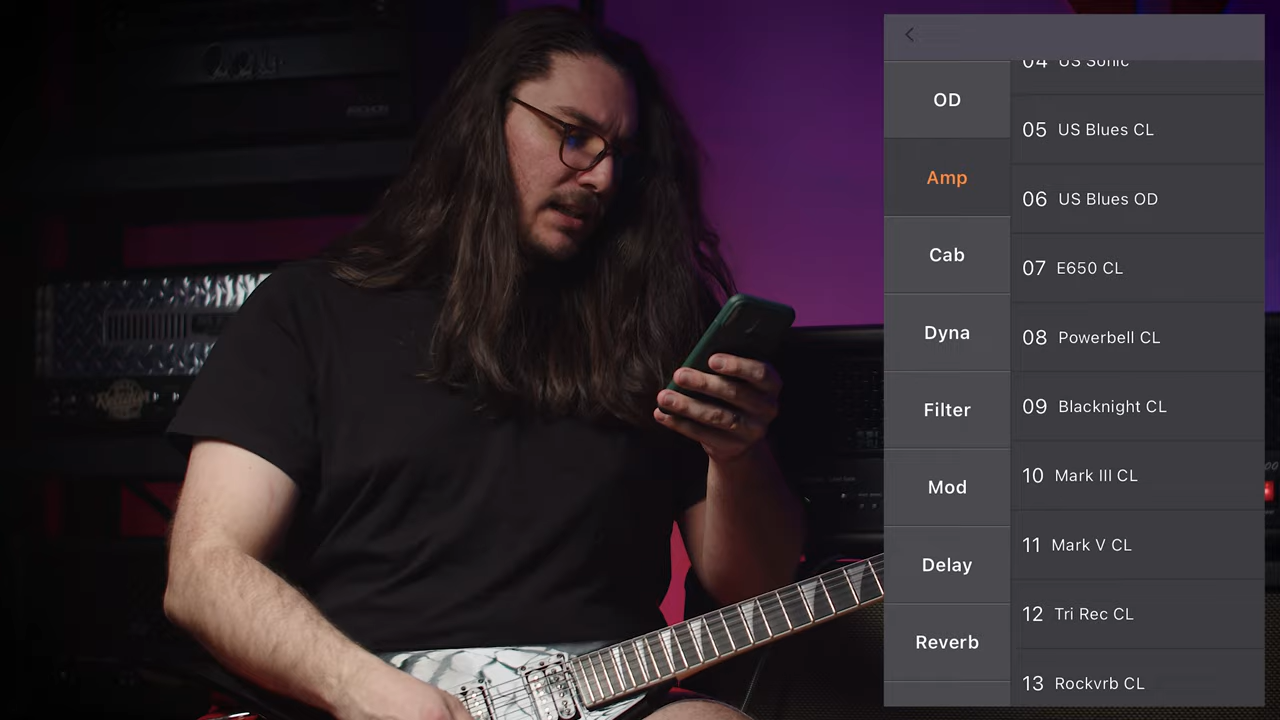 ARCHON
<
OD
Amp
Cab
Dyna
Filter
Mod
Delay
Reverb
04 US Sonic
05 US Blues CL
06 US Blues OD
07 E650 CL
08 Powerbell CL
09 Blacknight CL
10 Mark III CL
11 Mark V CL
12 Tri Rec CL
13 Rockvrb CL